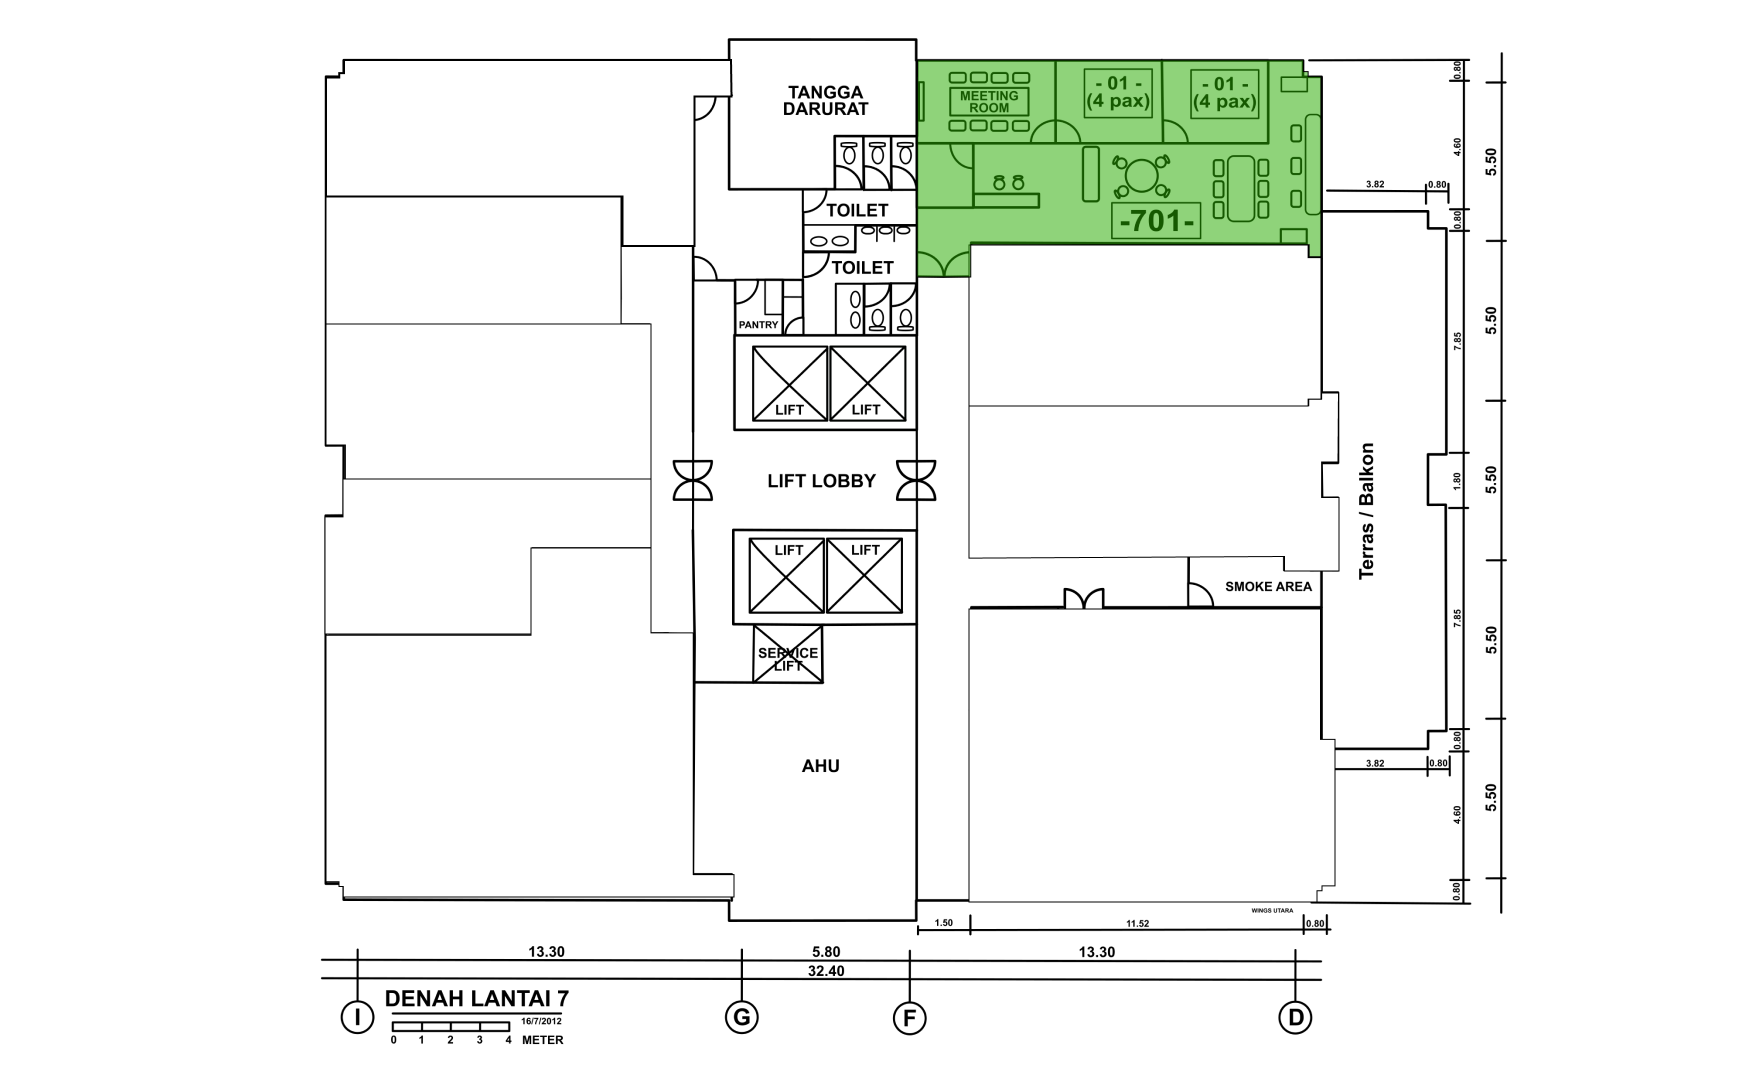 TANGGA
DARURAT
MEETING
ROOM
- 01 -
(4 pax)
- 01 -
(4 pax)
0.80
4.60
5.50
3.82
0.80
0.80
TOILET
-701-
TOILET
PANTRY
5.50
7.85
LIFT
LIFT
LIFT LOBBY
Terras / Balkon
1.80
5.50
LIFT
LIFT
SMOKE AREA
7.85
5.50
SERVICE
LIFT
AHU
3.82
0.80
0.80
5.50
4.60
0.80
WINGS UTARA
1.50
11.52
0.80
13.30
5.80
13.30
32.40
DENAH LANTAI 7
16/7/2012
0 1 2 3 4 METER
I
G
F
D